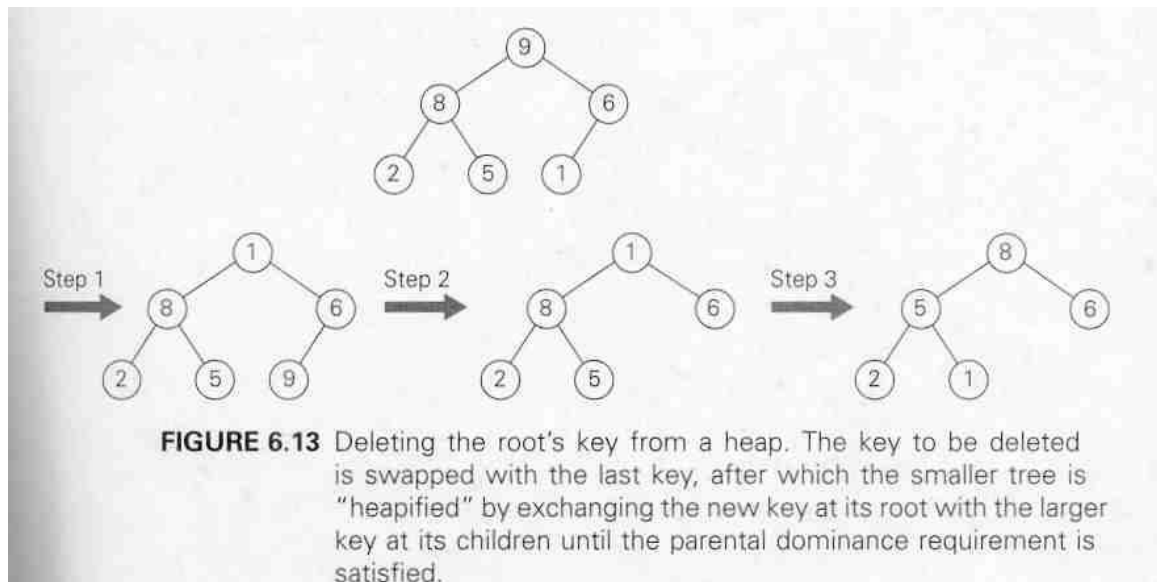 9
8 6
2 5 1
Step 1 1 Step 2 1 Step 3 8
8 6 8 6 5 6
2 5 9 2 5 2 1
FIGURE 6.13 Deleting the root's key from a heap. The key to be deleted
is swapped with the last key, after which the smaller tree is
"heapified" by exchanging the new key at its root with the larger
key at its children until the parental dominance requirement is
satisfied.